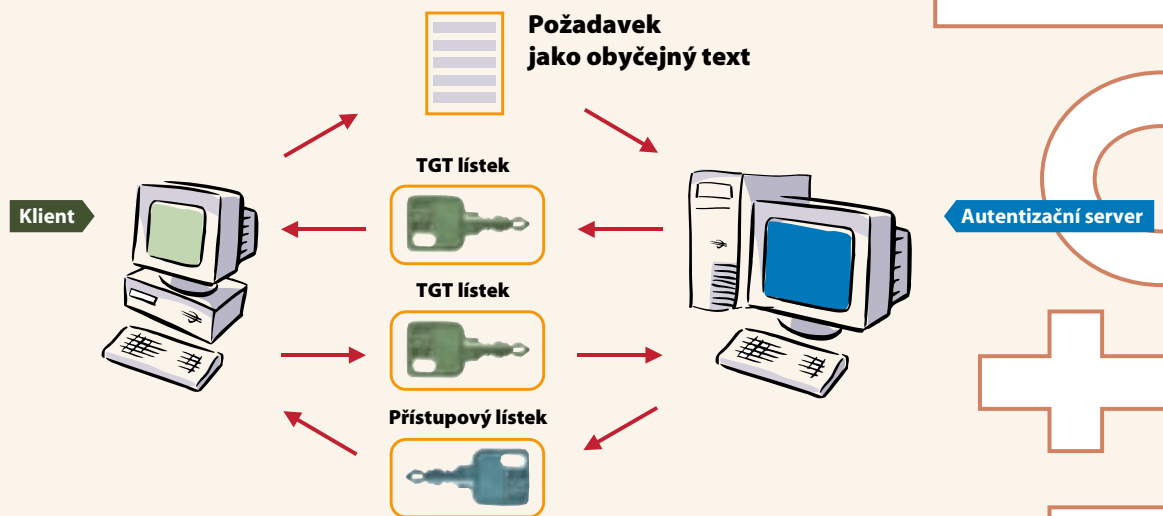 Požadavek
jako obyčejný text
TGT lístek
Klient
Autentizační server
TGT lístek
Přístupový lístek